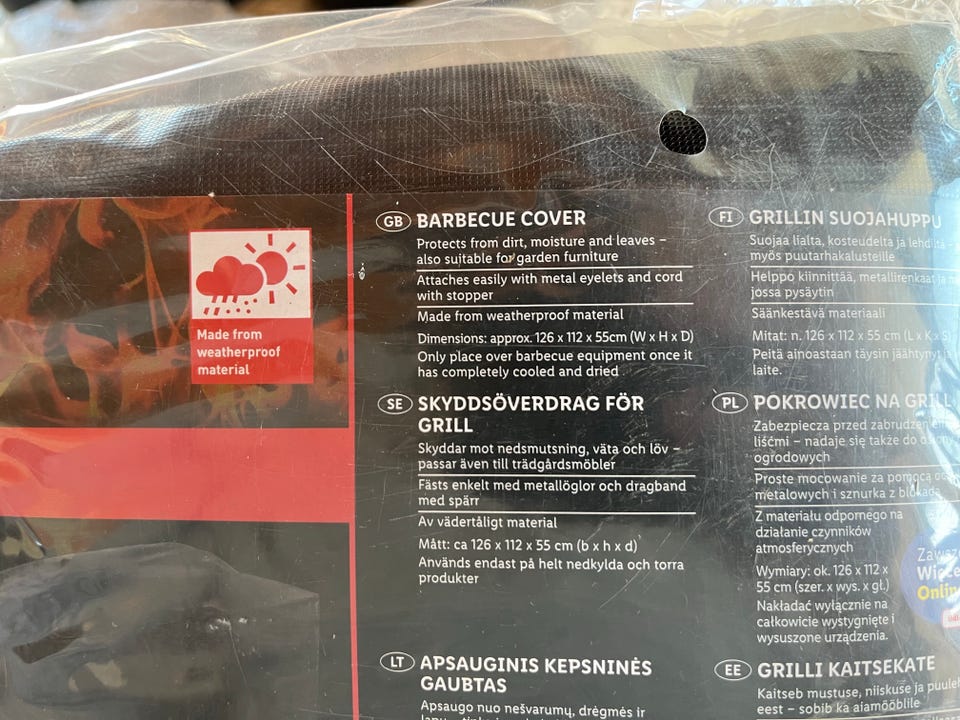 Made from
weatherproof
material
GB BARBECUE COVER
Protects from dirt, moisture and leaves –
also suitable for garden furniture
Attaches easily with metal eyelets and cord
with stopper
Made from weatherproof material
Dimensions: approx. 126 x 112 x 55cm (W x H x D)
Only place over barbecue equipment once it
has completely cooled and dried
SE SKYDDSÖVERDRAG FÖR
GRILL
Skyddar mot nedsmutsning, väta och löv –
passar även till trädgårdsmöbler
Fästs enkelt med metallöglor och dragband
med spärr
Av vädertåligt material
Mått: ca 126 x 112 x 55 cm (b x h x d)
Används endast på helt nedkylda och torra
produkter
LT APSAUGINIS KEPSNINĖS
GAUBTAS
Apsaugo nuo nešvarumų, drėgmės ir
FI GRILLIN SUOJAHUPPU
Suojaa lialta, kosteudelta ja lehdiltä –
myös puutarhakalusteille
Helppo kiinnittää, metallirenkaat ja
jossa pysäytin
Säänkestävä materiaali
Mitat: n. 126 x 112 x 55 cm (L x K x S)
Peitä ainoastaan täysin jäähtynyt ja
laite.
PL POKROWIEC NA GRILL
Zabezpiecza przed zabrudzeniem
liśćmi – nadaje się także do osłony
ogrodowych
Proste mocowanie za pomocą
metalowych i sznurka z blokadą
Z materiału odpornego na
działanie czynników
atmosferycznych
Wymiary: ok. 126 x 112 x
55 cm (szer. x wys. x gł.)
Nakładać wyłącznie na
całkowicie wystygnięte i
wysuszone urządzenia.
Onlin
EE GRILLI KAITSEKATE
Kaitseb mustuse, niiskuse ja
eest – sobib ka aiamööblile